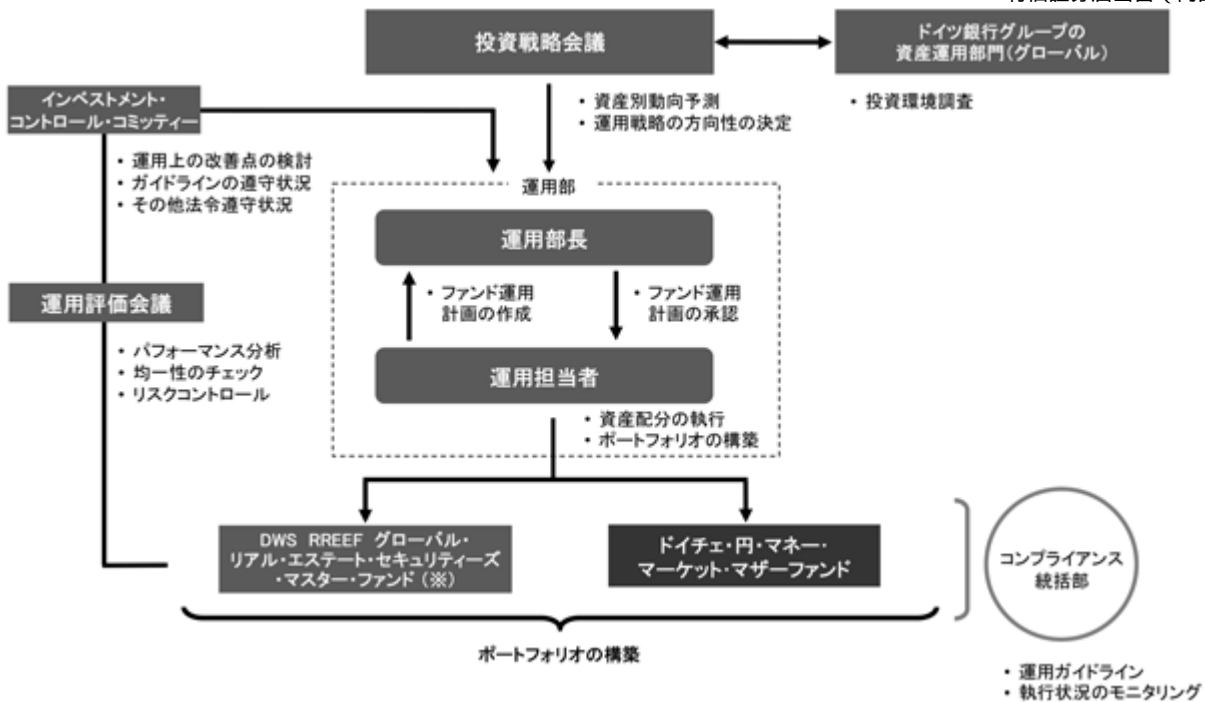 投資戦略会議
ドイツ銀行グループの
資産運用部門(グローバル)
・資産別動向予測
・運用戦略の方向性の決定
・投資環境調査
インベストメント・
コントロール・コミッティー
・運用上の改善点の検討
・ガイドラインの遵守状況
・その他法令遵守状況
運用部
運用部長
・ファンド運用
計画の作成
・ファンド運用
計画の承認
運用評価会議
・パフォーマンス分析
・均一性のチェック
・リスクコントロール
運用担当者
・資産配分の執行
・ポートフォリオの構築
DWS RREEF グローバル・
リアル・エステート・セキュリティーズ
・マスター・ファンド(※)
ドイチェ・円・マネー・
マーケット・マザーファンド
コンプライアンス
統括部
ポートフォリオの構築
・運用ガイドライン
・執行状況のモニタリング